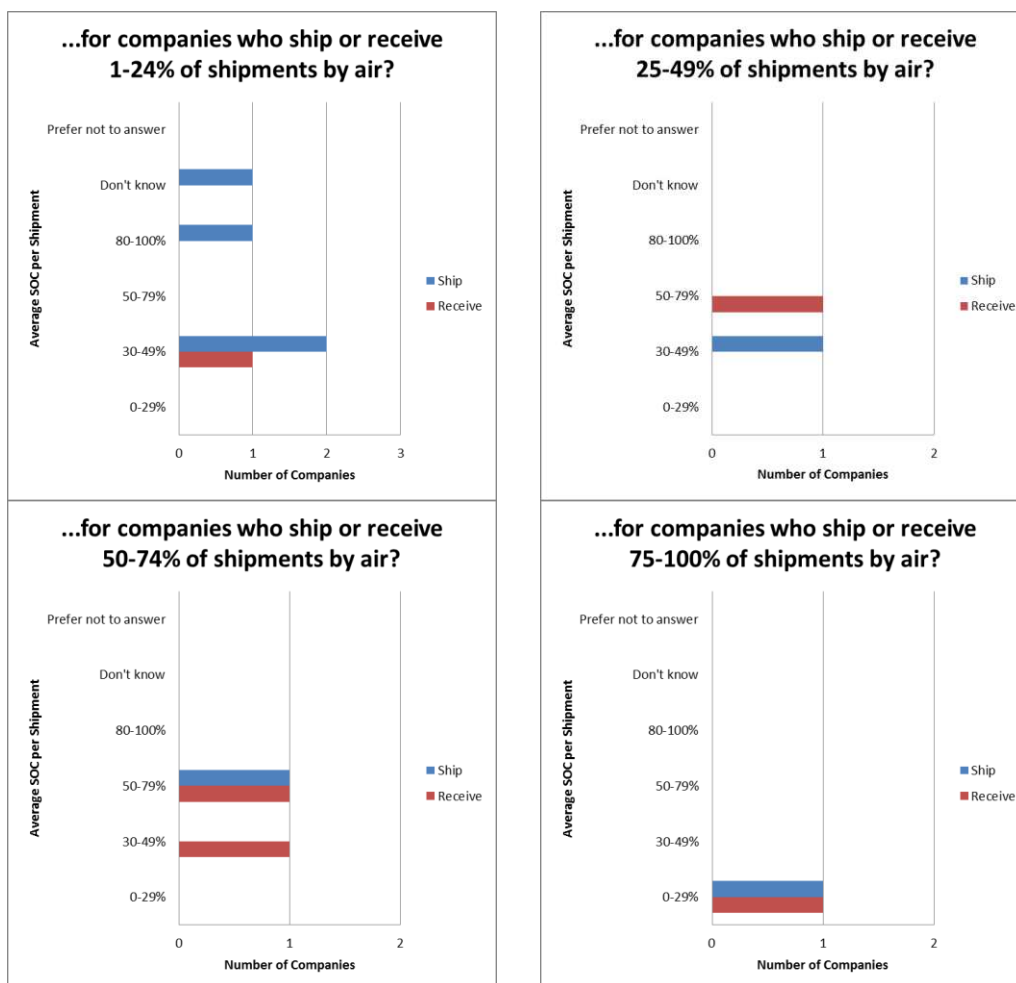 ...for companies who ship or receive
1-24% of shipments by air?
Average SOC per Shipment
Prefer not to answer
Don't know
80-100%
50-79%
30-49%
0-29%
0 1 2 3
Number of Companies
Ship
Receive
...for companies who ship or receive
25-49% of shipments by air?
Average SOC per Shipment
Prefer not to answer
Don't know
80-100%
50-79%
30-49%
0-29%
0 1 2
Number of Companies
Ship
Receive
...for companies who ship or receive
50-74% of shipments by air?
Average SOC per Shipment
Prefer not to answer
Don't know
80-100%
50-79%
30-49%
0-29%
0 1 2
Number of Companies
Ship
Receive
...for companies who ship or receive
75-100% of shipments by air?
Average SOC per Shipment
Prefer not to answer
Don't know
80-100%
50-79%
30-49%
0-29%
0 1 2
Number of Companies
Ship
Receive